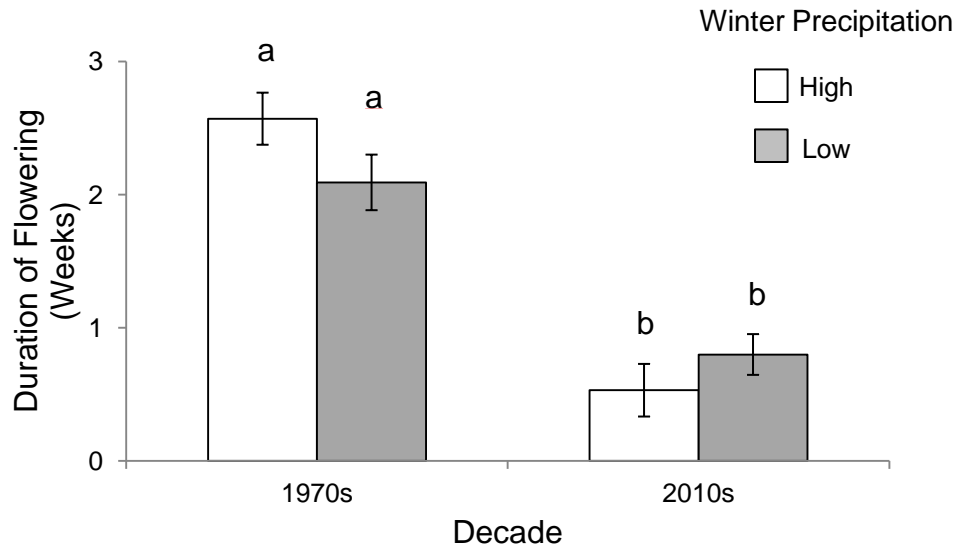 Winter Precipitation
High
Low
Duration of Flowering
(Weeks)
3
2
1
0
a
a
b
b
1970s
2010s
Decade